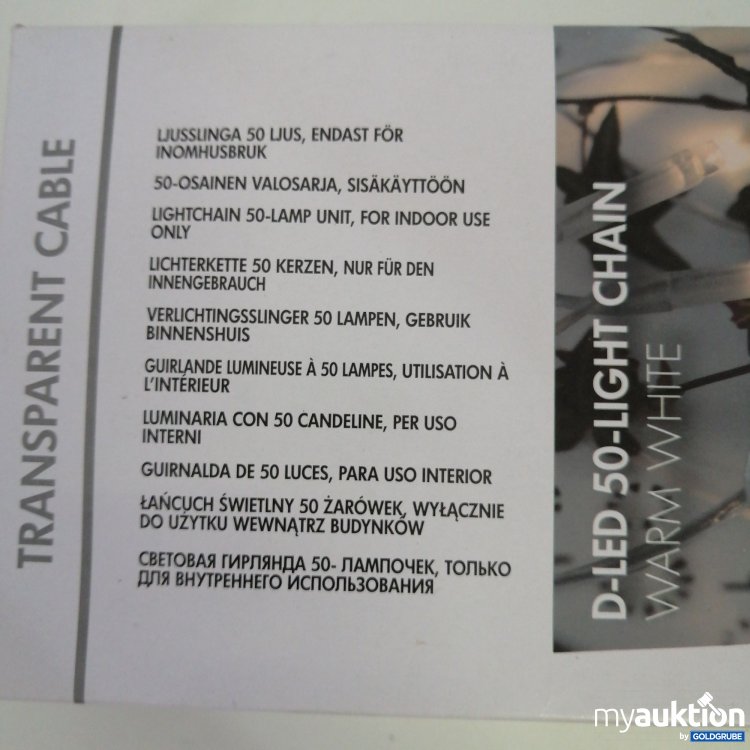 TRANSPARENT CABLE
LJUSSLINGA 50 LJUS, ENDAST FÖR
INOMHUSBRUK
50-OSAINEN VALOSARJA, SISÄKÄYTTÖÖN
LIGHTCHAIN 50-LAMP UNIT, FOR INDOOR USE
ONLY
LICHTERKETTE 50 KERZEN, NUR FÜR DEN
INNENGEBRAUCH
VERLICHTINGSSLINGER 50 LAMPEN, GEBRUIK
BINNENSHUIS
GUIRLANDE LUMINEUSE À 50 LAMPES, UTILISATION À
L'INTÉRIEUR
LUMINARIA CON 50 CANDELINE, PER USO
INTERNI
GUIRNALDA DE 50 LUCES, PARA USO INTERIOR
ŁAŃCUCH ŚWIETLNY 50 ŻARÓWEK, WYŁĄCZNIE
DO UŻYTKU WEWNĄTRZ BUDYNKÓW
СВЕТОВАЯ ГИРЛЯНДА 50- ЛАМПОЧЕК, ТОЛЬКО
ДЛЯ ВНУТРЕННЕГО ИСПОЛЬЗОВАНИЯ
D-LED 50-LIGHT CHAIN
WARM WHITE
myauktion
by GOLDGRUBE